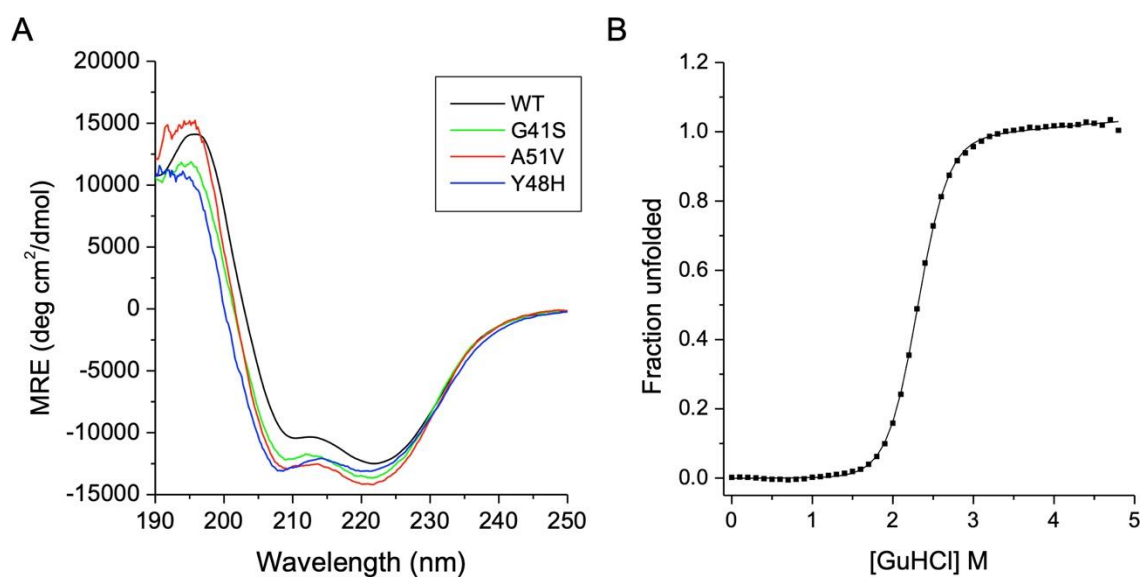 A
MRE (deg cm²/dmol)
20000
15000
10000
5000
0
-5000
-10000
-15000
190
200
210
220
230
240
250
Wavelength (nm)
WT
G41S
A51V
Y48H
B
Fraction unfolded
1.2
1.0
0.8
0.6
0.4
0.2
0.0
0
1
2
3
4
5
[GuHCl] M